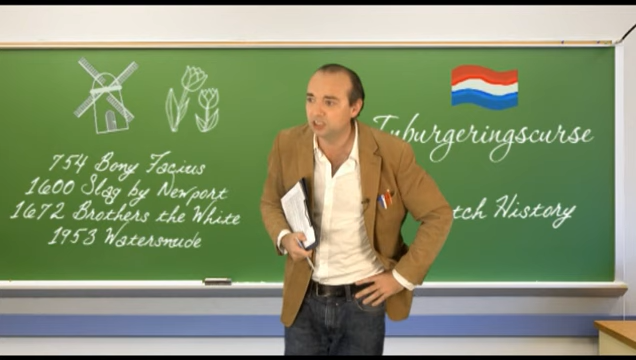 754 Bony Facius
1600 Slag by Newport
1672 Brothers the White
1953 Watersnude
Inburgeringscurse
History